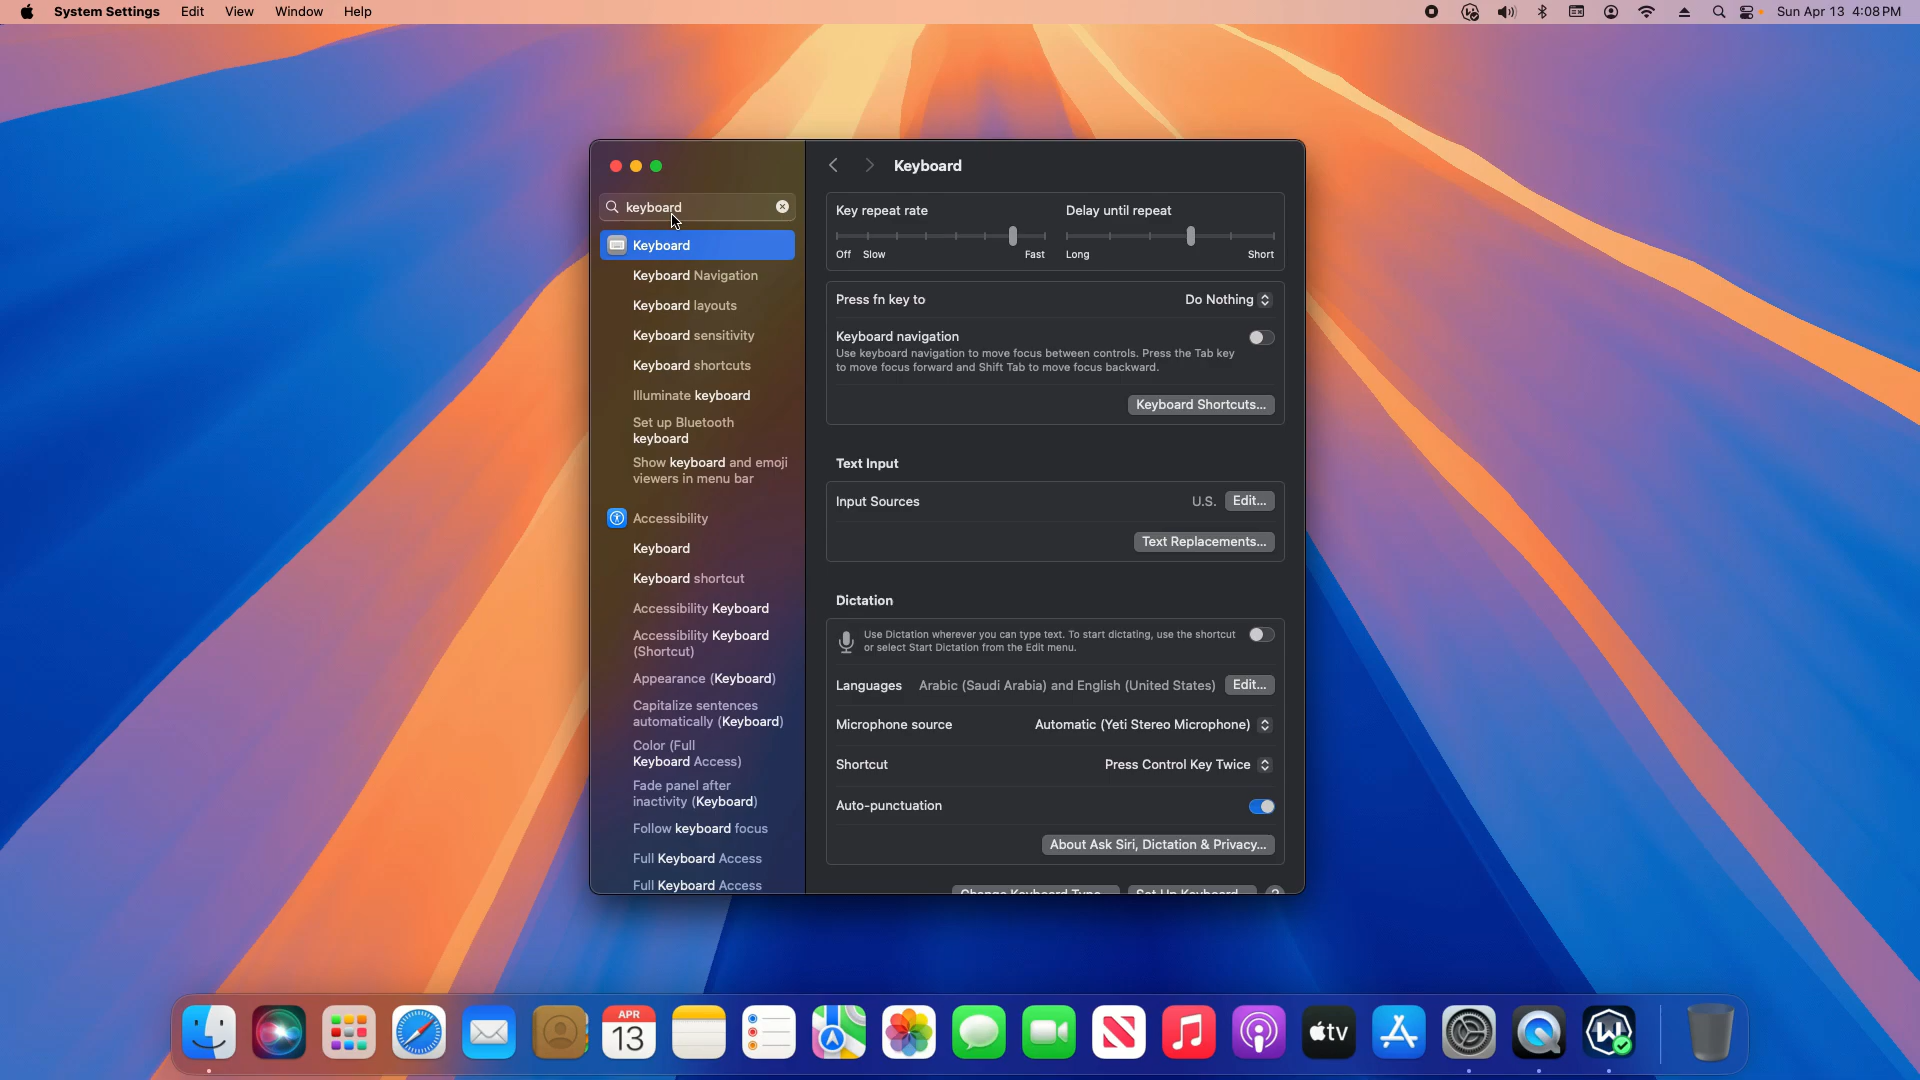 System Settings Edit View Window Help
Sun Apr 13 4:08 PM
keyboard
Keyboard
Keyboard Navigation
Keyboard layouts
Keyboard sensitivity
Keyboard shortcuts
Illuminate keyboard
Set up Bluetooth
keyboard
Show keyboard and emoji
viewers in menu bar
Accessibility
Keyboard
Keyboard shortcut
Accessibility Keyboard
Accessibility Keyboard
(Shortcut)
Appearance (Keyboard)
Capitalize sentences
automatically (Keyboard)
Color (Full
Keyboard Access)
Fade panel after
inactivity (Keyboard)
Follow keyboard focus
Full Keyboard Access
Full Keyboard Access
Keyboard
Key repeat rate
Delay until repeat
Off Slow Fast
Long Short
Press fn key to Do Nothing
Keyboard navigation
Use keyboard navigation to move focus between controls. Press the Tab key
to move focus forward and Shift Tab to move focus backward.
Keyboard Shortcuts...
Text Input
Input Sources U.S. Edit...
Text Replacements...
Dictation
Use Dictation wherever you can type text. To start dictating, use the shortcut
or select Start Dictation from the Edit menu.
Languages Arabic (Saudi Arabia) and English (United States) Edit...
Microphone source Automatic (Yeti Stereo Microphone)
Shortcut Press Control Key Twice
Auto-punctuation
About Ask Siri, Dictation & Privacy...
Change Keyboard Type... Set Up Keyboard... ?
APR
13
tv